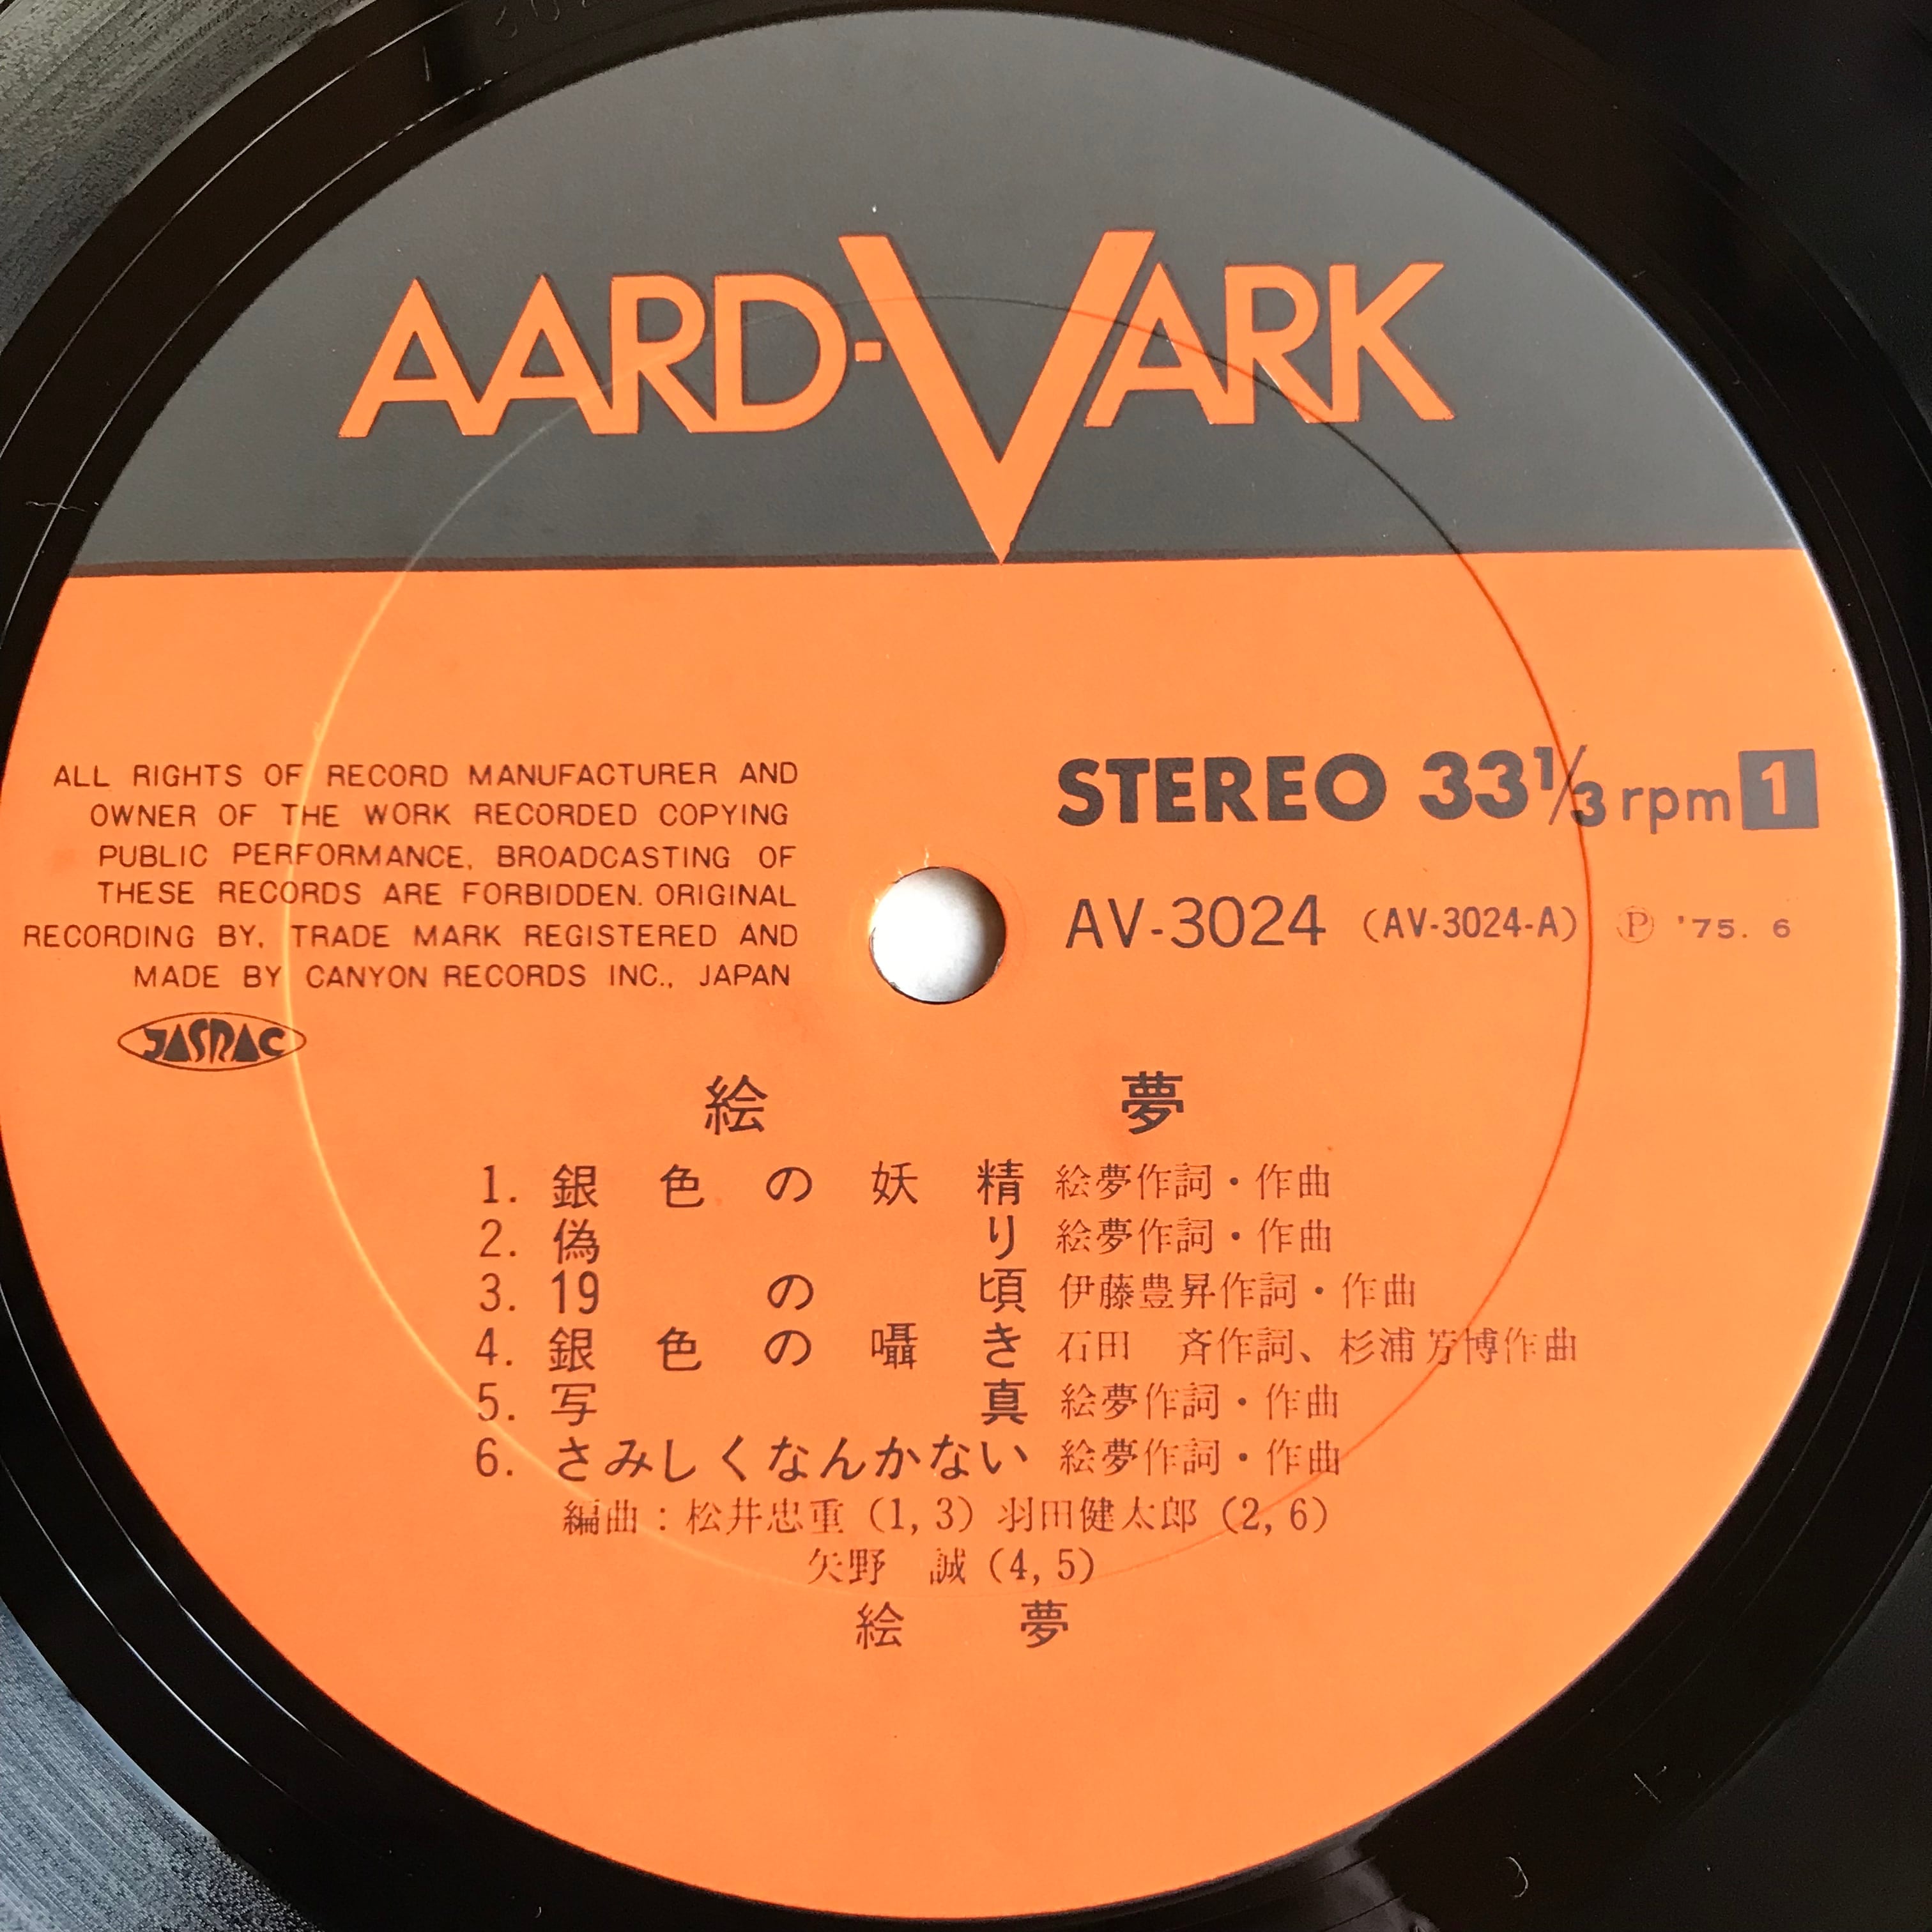 AARD-VARK
ALL RIGHTS OF RECORD MANUFACTURER AND
OWNER OF THE WORK RECORDED COPYING
PUBLIC PERFORMANCE, BROADCASTING OF
THESE RECORDS ARE FORBIDDEN. ORIGINAL
RECORDING BY, TRADE MARK REGISTERED AND
MADE BY CANYON RECORDS INC., JAPAN
JASRAC
STEREO 33⅓ rpm 1
AV-3024 (AV-3024-A) Ⓟ '75. 6
絵 夢
1. 銀色の妖精 絵夢作詞・作曲
2. 偽り 絵夢作詞・作曲
3. 19の頃 伊藤豊昇作詞・作曲
4. 銀色の囁き 石田 斉作詞、杉浦芳博作曲
5. 写真 絵夢作詞・作曲
6. さみしくなんかない 絵夢作詞・作曲
編曲：松井忠重（1,3）羽田健太郎（2,6）
矢野 誠（4,5）
絵 夢